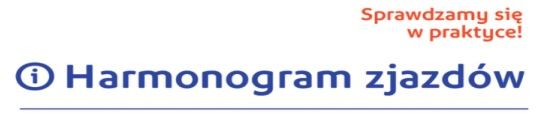 Sprawdzamy się
w praktyce!
Harmonogram zjazdów